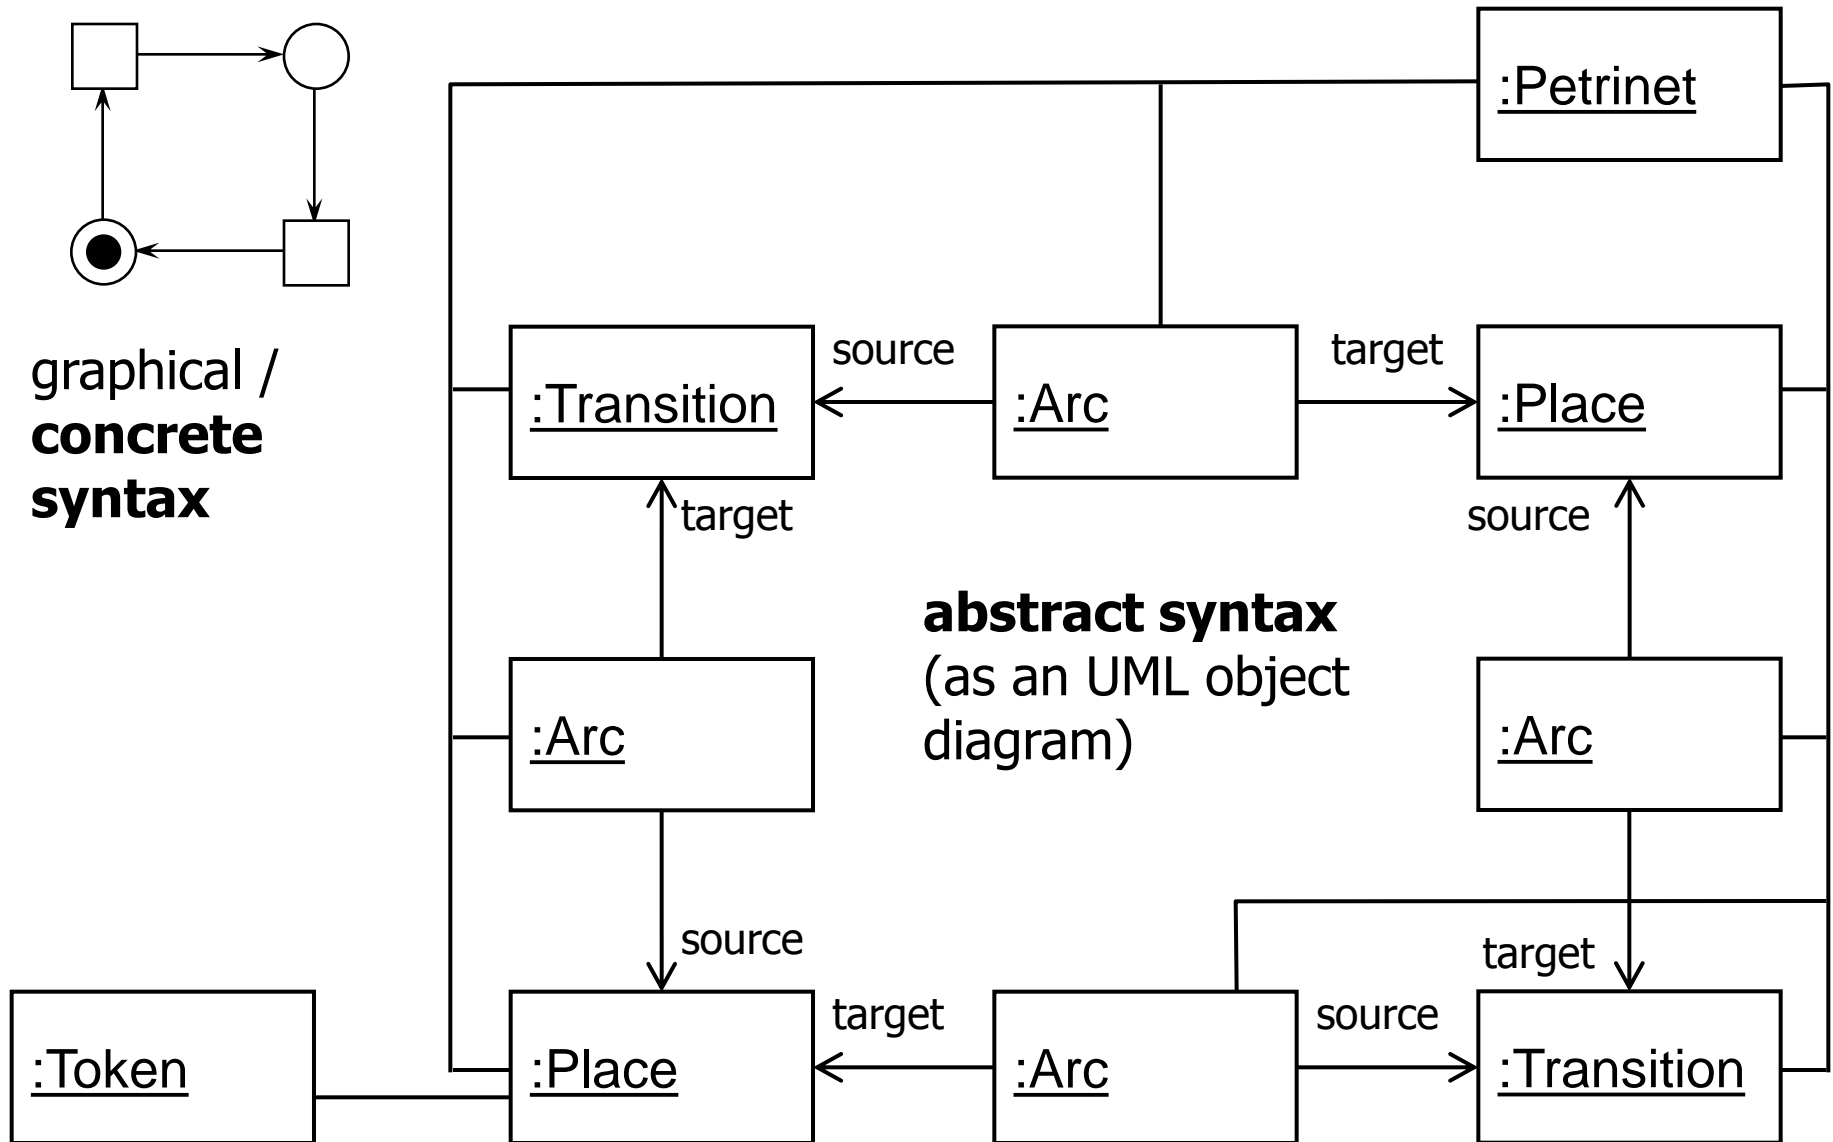 :Petrinet
graphical /
concrete
syntax
:Transition
source
:Arc
target
:Place
target
source
abstract syntax
(as an UML object
diagram)
:Arc
:Arc
source
target
:Token
:Place
target
:Arc
source
:Transition